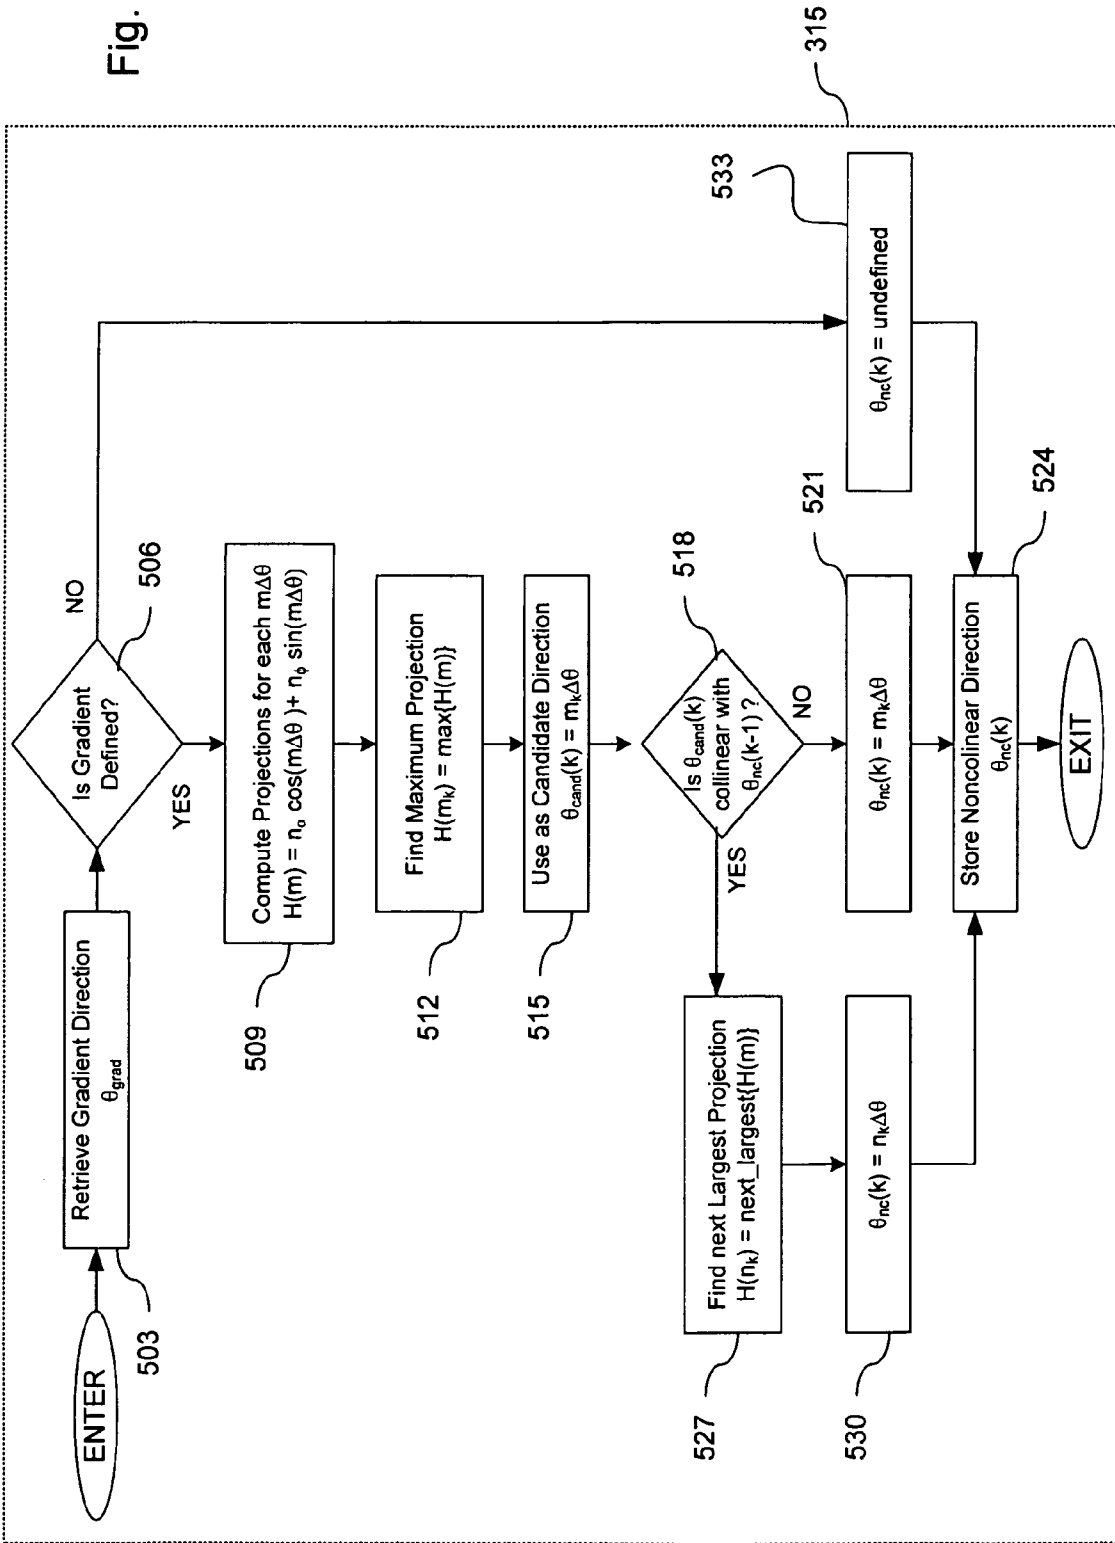 Fig.
315
ENTER
503
Retrieve Gradient Direction
θgrad
Is Gradient
Defined?
506
NO
YES
Compute Projections for each mΔθ
H(m) = nα cos(mΔθ )+ nϕ sin(mΔθ)
509
Find Maximum Projection
H(mk) = max{H(m)}
512
Use as Candidate Direction
θcand(k) = mkΔθ
515
Is θcand(k)
collinear with
θnc(k-1) ?
518
YES
NO
Find next Largest Projection
H(nk) = next_largest{H(m)}
527
θnc(k) = nkΔθ
530
θnc(k) = mkΔθ
521
θnc(k) = undefined
533
Store Noncolinear Direction
θnc(k)
524
EXIT